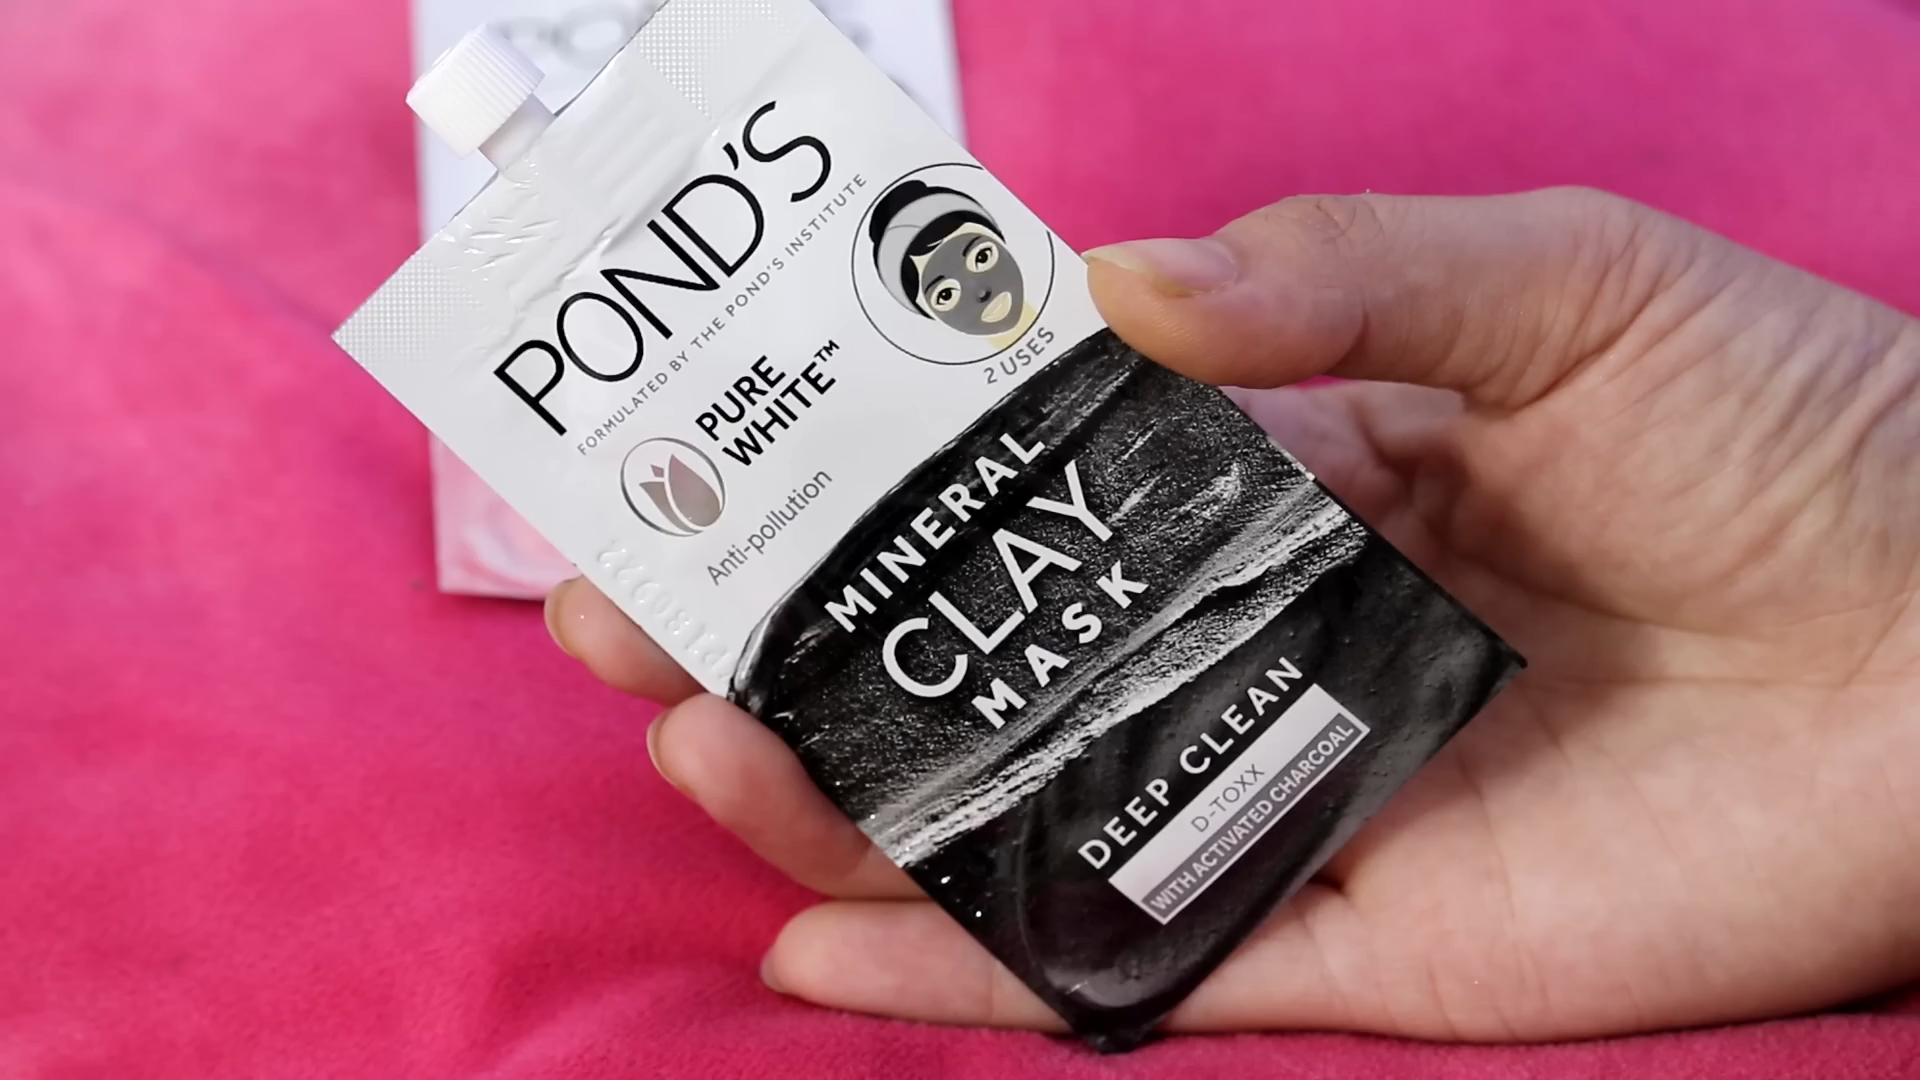 POND'S
FORMULATED BY THE POND'S INSTITUTE
PURE
WHITE™
Anti-pollution
2 USES
MINERAL
CLAY
MASK
DEEP CLEAN
D-TOXX
WITH ACTIVATED CHARCOAL